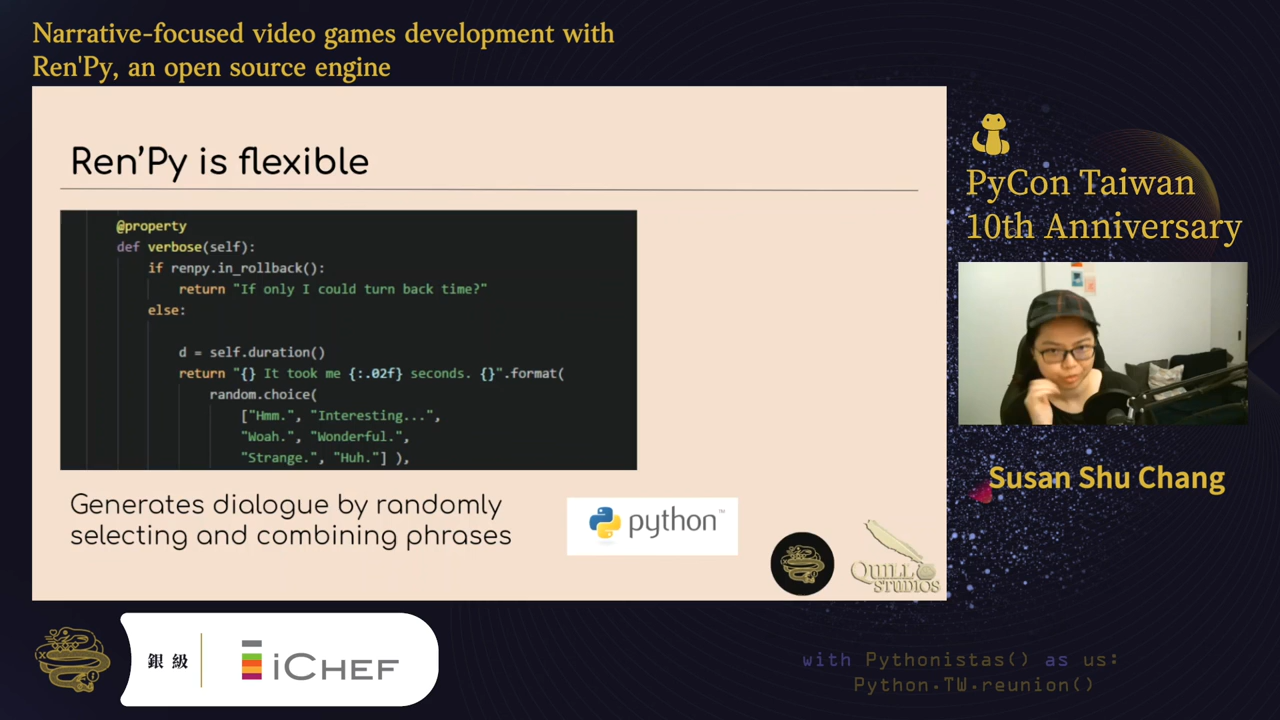 Narrative-focused video games development with
Ren'Py, an open source engine
Ren'Py is flexible
@property
def verbose(self):
if renpy.in_rollback():
return "If only I could turn back time?"
else:
d = self.duration()
return "{} It took me {:.02f} seconds. {}".format(
random.choice(
["Hmm.", "Interesting...",
"Woah.", "Wonderful.",
"Strange.", "Huh."] ),
Generates dialogue by randomly
selecting and combining phrases
python™
QUILL
STUDIOS
PyCon Taiwan
10th Anniversary
Susan Shu Chang
銀級
iCHEF
with Pythonistas() as us:
Python.TW.reunion()